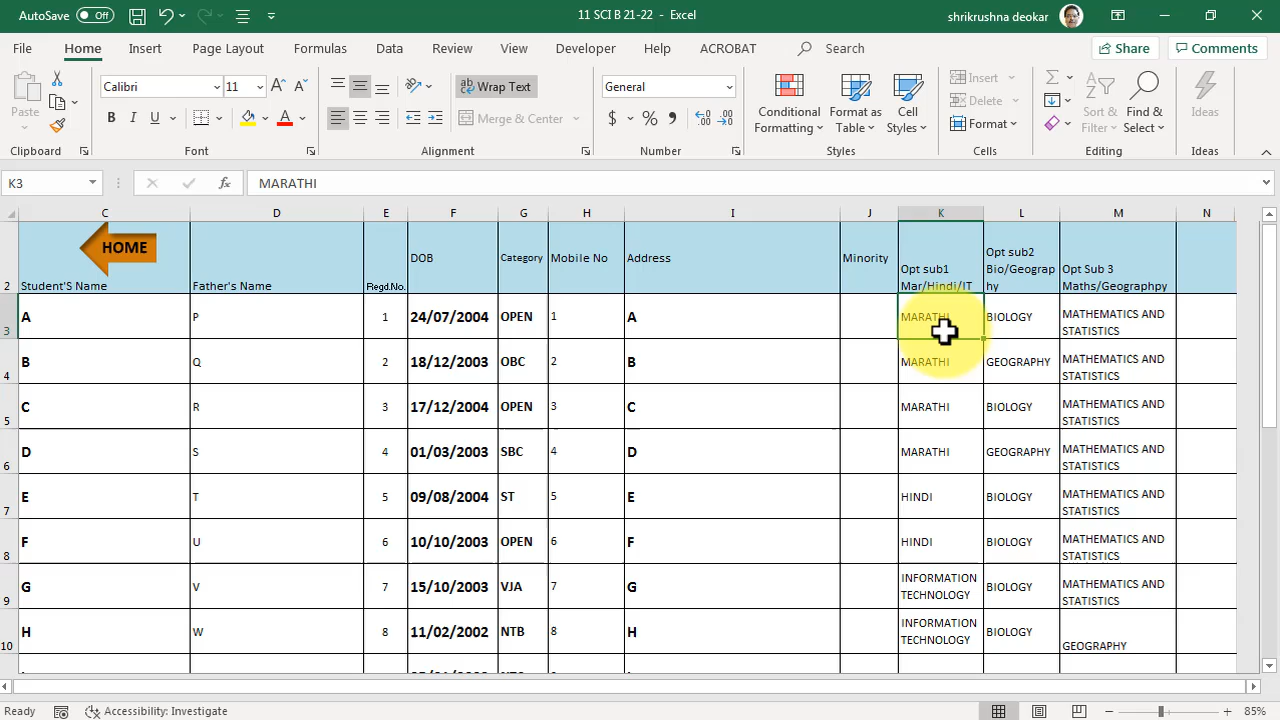 AutoSave Off 11 SCI B 21-22 - Excel shrikrushna deokar
File Home Insert Page Layout Formulas Data Review View Developer Help ACROBAT Search Share Comments
Paste Calibri 11 A A ab Wrap Text General Conditional Formatting Format as Table Cell Styles Insert Delete Format Sort & Filter Find & Select Ideas
B I U A Merge & Center $ % 9
Clipboard Font Alignment Number Styles Cells Editing Ideas
K3 fx MARATHI
C D E F G H I J K L M N
HOME
2 Student'S Name Father's Name Regd.No. DOB Category Mobile No Address Minority Opt sub1 Mar/Hindi/IT Opt sub2 Bio/Geography Opt Sub 3 Maths/Geographpy
3 A P 1 24/07/2004 OPEN 1 A MARATHI BIOLOGY MATHEMATICS AND STATISTICS
4 B Q 2 18/12/2003 OBC 2 B MARATHI GEOGRAPHY MATHEMATICS AND STATISTICS
5 C R 3 17/12/2004 OPEN 3 C MARATHI BIOLOGY MATHEMATICS AND STATISTICS
6 D S 4 01/03/2003 SBC 4 D MARATHI GEOGRAPHY MATHEMATICS AND STATISTICS
7 E T 5 09/08/2004 ST 5 E HINDI BIOLOGY MATHEMATICS AND STATISTICS
8 F U 6 10/10/2003 OPEN 6 F HINDI BIOLOGY MATHEMATICS AND STATISTICS
9 G V 7 15/10/2003 VJA 7 G INFORMATION TECHNOLOGY BIOLOGY MATHEMATICS AND STATISTICS
10 H W 8 11/02/2002 NTB 8 H INFORMATION TECHNOLOGY BIOLOGY GEOGRAPHY
Ready Accessibility: Investigate 85%